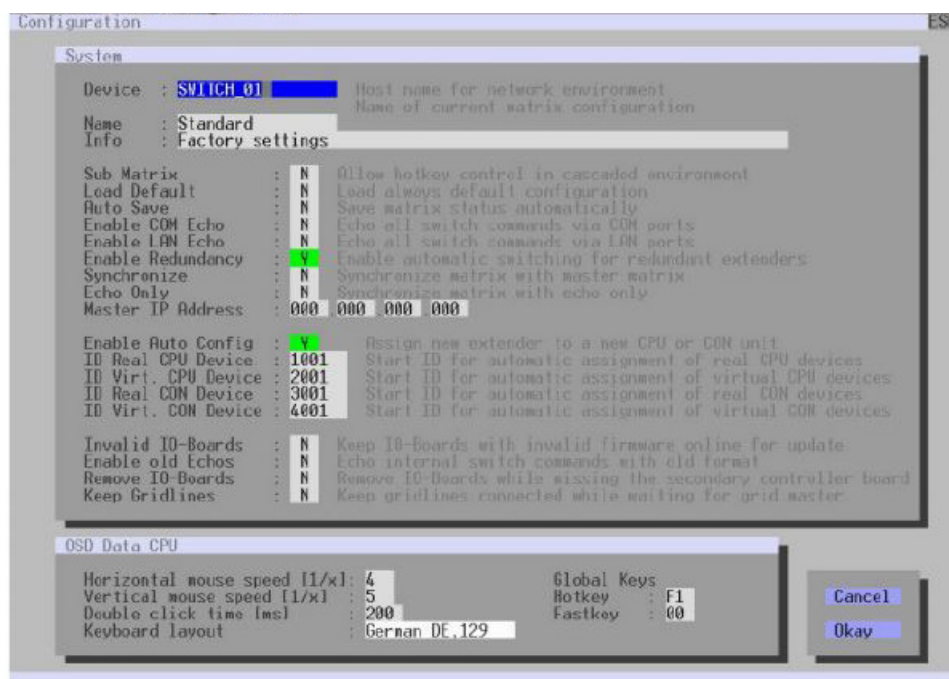 Configuration ES
System
Device : SWITCH_01 Host name for network environment
Name of current matrix configuration
Name : Standard
Info : Factory settings
Sub Matrix : N Allow hotkey control in cascaded environment
Load Default : N Load always default configuration
Auto Save : N Save matrix status automatically
Enable COM Echo : N Echo all switch commands via COM ports
Enable LAN Echo : N Echo all switch commands via LAN ports
Enable Redundancy : Y Enable automatic switching for redundant extenders
Synchronize : N Synchronize matrix with master matrix
Echo Only : N Synchronize matrix with echo only
Master IP Address : 000 .000 .000 .000
Enable Auto Config : Y Assign new extender to a new CPU or CON unit
ID Real CPU Device : 1001 Start ID for automatic assignment of real CPU devices
ID Virt. CPU Device : 2001 Start ID for automatic assignment of virtual CPU devices
ID Real CON Device : 3001 Start ID for automatic assignment of real CON devices
ID Virt. CON Device : 4001 Start ID for automatic assignment of virtual CON devices
Invalid IO-Boards : N Keep IO-Boards with invalid firmware online for update
Enable old Echos : N Echo internal switch commands with old format
Remove IO-Boards : N Remove IO-Boards while missing the secondary controller board
Keep Gridlines : N Keep gridlines connected while waiting for grid master
OSD Data CPU
Horizontal mouse speed [1/x]: 4 Global Keys
Vertical mouse speed [1/x] : 5 Hotkey : F1
Double click time [ms] : 200 Fastkey : 00
Keyboard layout : German DE,129
Cancel
Okay